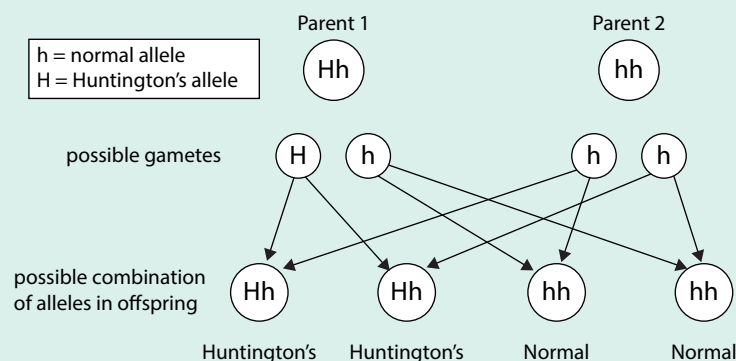 Parent 1
Parent 2
h = normal allele
H = Huntington's allele
Hh
hh
possible gametes
H
h
h
h
possible combination
of alleles in offspring
Hh
Hh
hh
hh
Huntington's
Huntington's
Normal
Normal